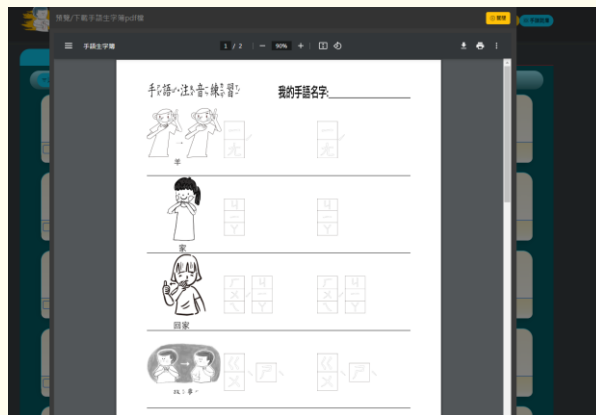 預覽/下載手語生字簿pdf檔
手語生字簿
1 / 2
90%
手語注音練習
我的手語名字:
羊
ㄧ ㄤ ˊ
ㄧ ㄤ ˊ
家
ㄐ ㄧ ㄚ
ㄐ ㄧ ㄚ
回家
ㄏ ㄨ ㄟ ˊ ㄐ ㄧ ㄚ
ㄏ ㄨ ㄟ ˊ ㄐ ㄧ ㄚ
ㄍ ㄨ ˋ ㄕ ˋ
ㄍ ㄨ ˋ ㄕ ˋ